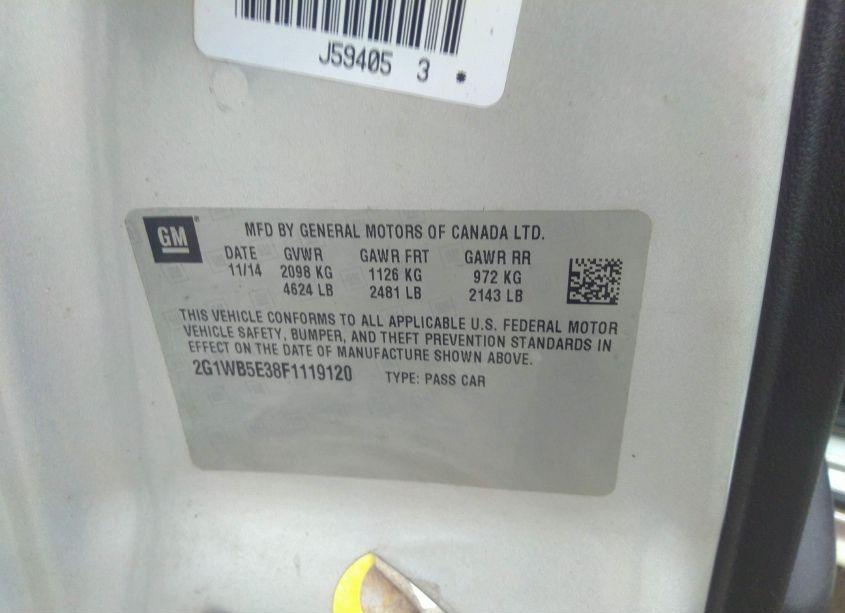 J59405 3 *
GM ®
MFD BY GENERAL MOTORS OF CANADA LTD.
DATE GVWR GAWR FRT GAWR RR
11/14 2098 KG 1126 KG 972 KG
4624 LB 2481 LB 2143 LB
THIS VEHICLE CONFORMS TO ALL APPLICABLE U.S. FEDERAL MOTOR
VEHICLE SAFETY, BUMPER, AND THEFT PREVENTION STANDARDS IN
EFFECT ON THE DATE OF MANUFACTURE SHOWN ABOVE.
2G1WB5E38F1119120 TYPE: PASS CAR